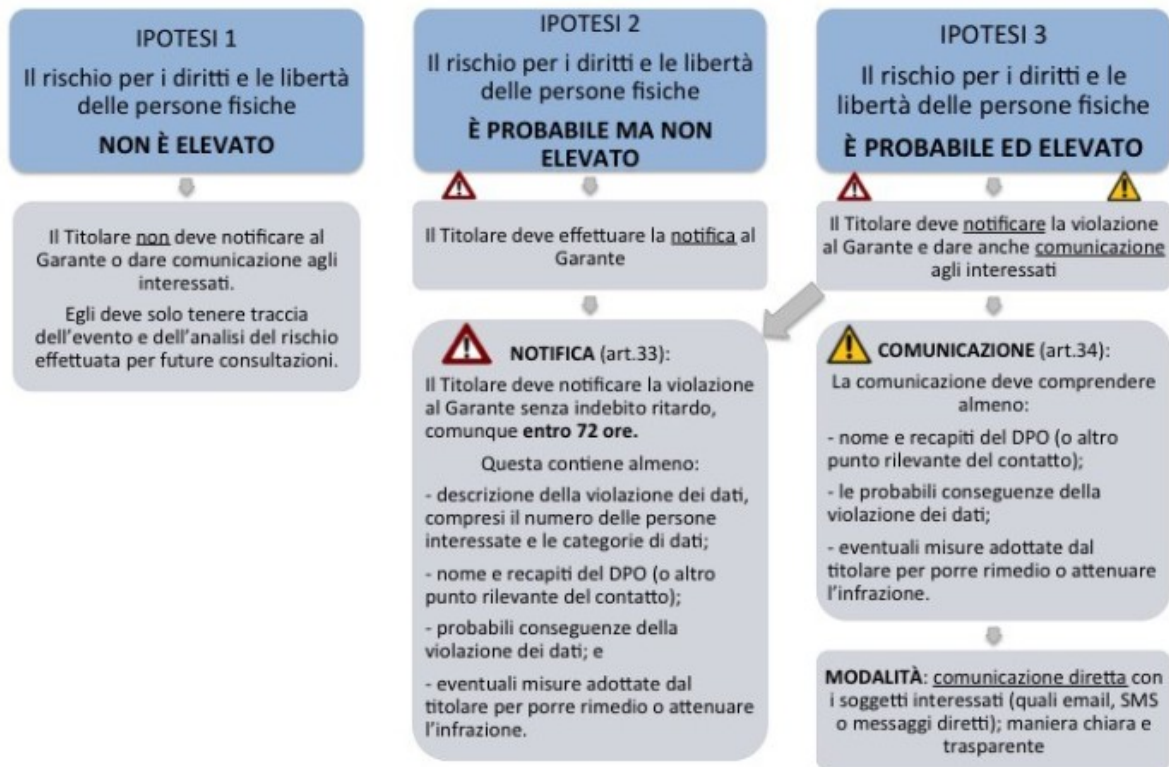 IPOTESI 1
Il rischio per i diritti e le libertà
delle persone fisiche
NON È ELEVATO
Il Titolare non deve notificare al
Garante o dare comunicazione agli
interessati.
Egli deve solo tenere traccia
dell'evento e dell'analisi del rischio
effettuata per future consultazioni.
IPOTESI 2
Il rischio per i diritti e le libertà
delle persone fisiche
È PROBABILE MA NON
ELEVATO
Il Titolare deve effettuare la notifica al
Garante
NOTIFICA (art.33):
Il Titolare deve notificare la violazione
al Garante senza indebito ritardo,
comunque entro 72 ore.
Questa contiene almeno:
- descrizione della violazione dei dati,
compresi il numero delle persone
interessate e le categorie di dati;
- nome e recapiti del DPO (o altro
punto rilevante del contatto);
- probabili conseguenze della
violazione dei dati; e
- eventuali misure adottate dal
titolare per porre rimedio o attenuare
l'infrazione.
IPOTESI 3
Il rischio per i diritti e le
libertà delle persone fisiche
È PROBABILE ED ELEVATO
Il Titolare deve notificare la violazione
al Garante e dare anche comunicazione
agli interessati
COMUNICAZIONE (art.34):
La comunicazione deve comprendere
almeno:
- nome e recapiti del DPO (o altro
punto rilevante del contatto);
- le probabili conseguenze della
violazione dei dati;
- eventuali misure adottate dal
titolare per porre rimedio o attenuare
l'infrazione.
MODALITÀ: comunicazione diretta con
i soggetti interessati (quali email, SMS
o messaggi diretti); maniera chiara e
trasparente